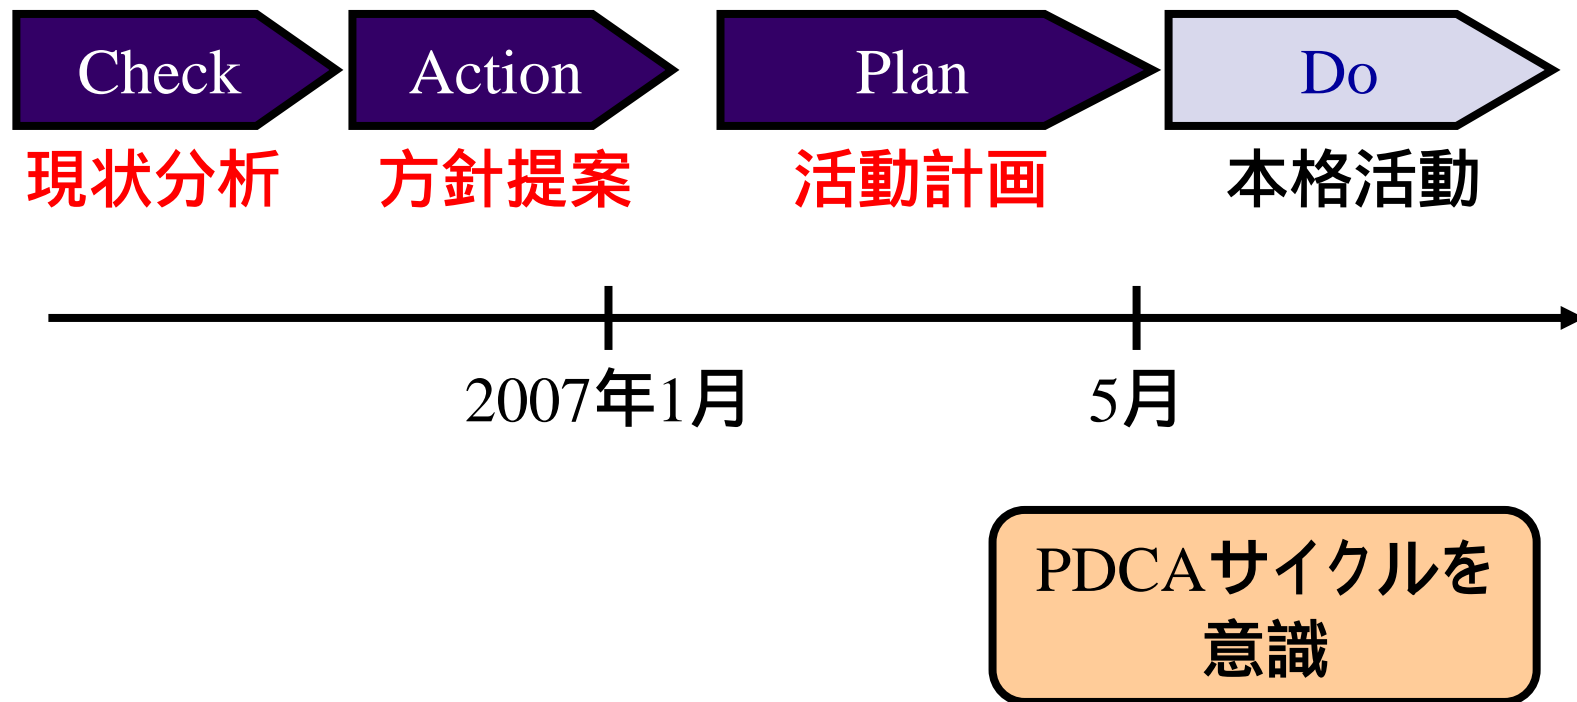 Check Action Plan Do
現状分析 方針提案 活動計画 本格活動
2007年1月 5月
PDCAサイクルを
意識